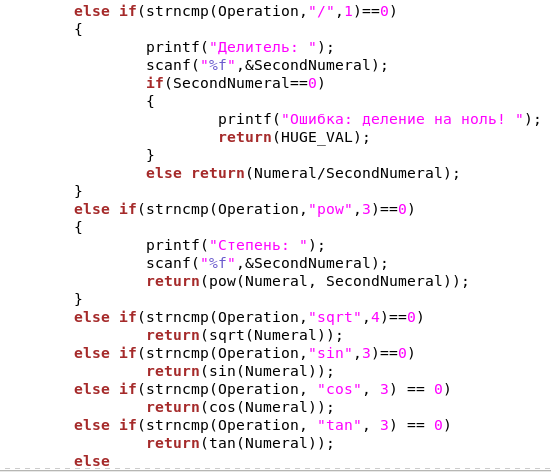 else if(strncmp(Operation,"/",1)==0)
{
printf("Делитель: ");
scanf("%f",&SecondNumeral);
if(SecondNumeral==0)
{
printf("Ошибка: деление на ноль! ");
return(HUGE_VAL);
}
else return(Numeral/SecondNumeral);
}
else if(strncmp(Operation,"pow",3)==0)
{
printf("Степень: ");
scanf("%f",&SecondNumeral);
return(pow(Numeral, SecondNumeral));
}
else if(strncmp(Operation,"sqrt",4)==0)
return(sqrt(Numeral));
else if(strncmp(Operation,"sin",3)==0)
return(sin(Numeral));
else if(strncmp(Operation, "cos", 3) == 0)
return(cos(Numeral));
else if(strncmp(Operation, "tan", 3) == 0)
return(tan(Numeral));
else